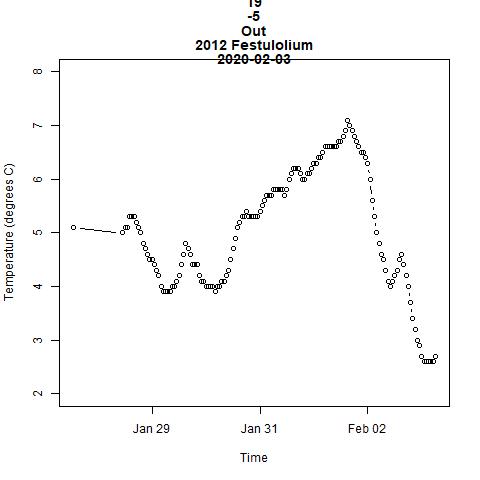 19
-5
Out
2012 Festulolium
2020-02-03
8
7
6
5
4
3
2
Temperature (degrees C)
Jan 29 Jan 31 Feb 02
Time